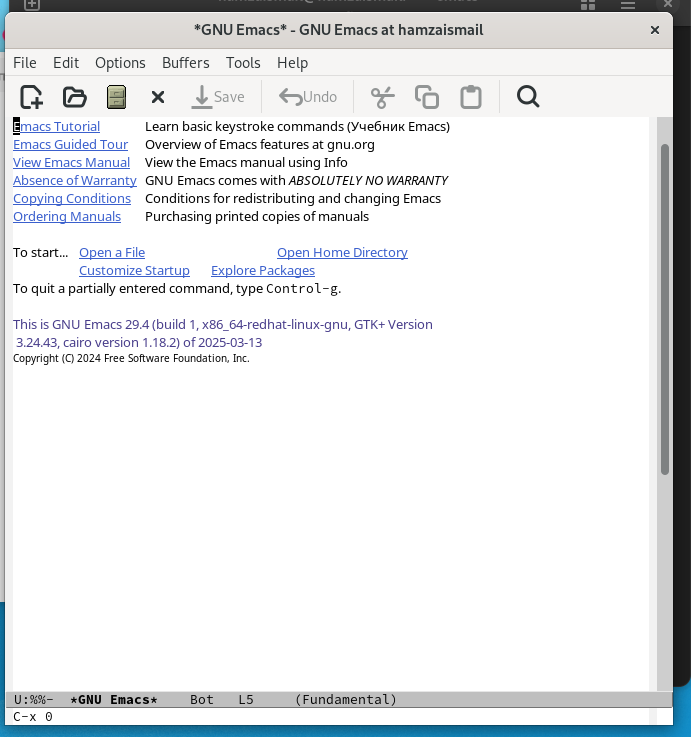 *GNU Emacs* - GNU Emacs at hamzaismail
File Edit Options Buffers Tools Help
Save Undo
Emacs Tutorial Learn basic keystroke commands (Учебник Emacs)
Emacs Guided Tour Overview of Emacs features at gnu.org
View Emacs Manual View the Emacs manual using Info
Absence of Warranty GNU Emacs comes with ABSOLUTELY NO WARRANTY
Copying Conditions Conditions for redistributing and changing Emacs
Ordering Manuals Purchasing printed copies of manuals
To start... Open a File Open Home Directory
Customize Startup Explore Packages
To quit a partially entered command, type Control-g.
This is GNU Emacs 29.4 (build 1, x86_64-redhat-linux-gnu, GTK+ Version
3.24.43, cairo version 1.18.2) of 2025-03-13
Copyright (C) 2024 Free Software Foundation, Inc.
U:%%- *GNU Emacs* Bot L5 (Fundamental)
C-x 0